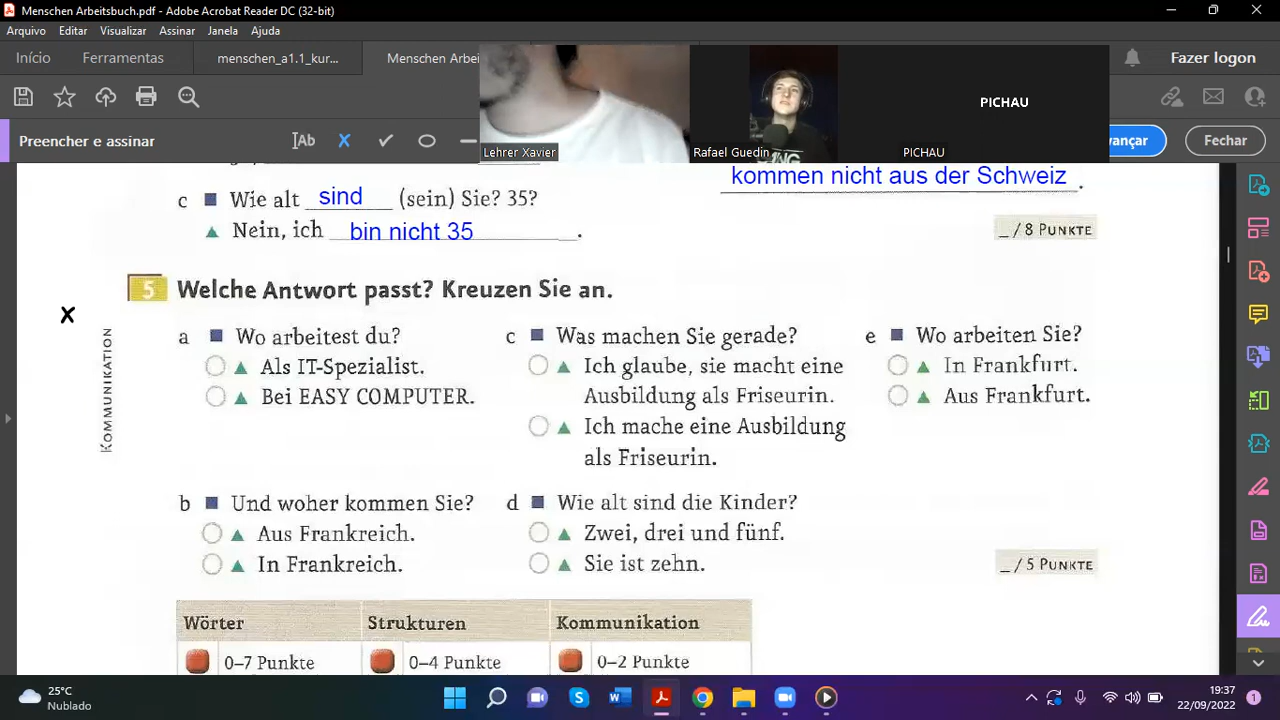 Menschen Arbeitsbuch.pdf - Adobe Acrobat Reader DC (32-bit)
Arquivo Editar Visualizar Assinar Janela Ajuda
Início Ferramentas menschen_a1.1_kur... Menschen Arbei Fazer logon
PICHAU
Preencher e assinar
Ab
ançar
Fechar
Lehrer Xavier
Rafael Guedin
PICHAU
kommen nicht aus der Schweiz.
c Wie alt sind (sein) Sie? 35?
Nein, ich bin nicht 35.
_ / 8 PUNKTE
5 Welche Antwort passt? Kreuzen Sie an.
x
KOMMUNIKATION
a Wo arbeitest du?
Als IT-Spezialist.
Bei EASY COMPUTER.
b Und woher kommen Sie?
Aus Frankreich.
In Frankreich.
c Was machen Sie gerade?
Ich glaube, sie macht eine
Ausbildung als Friseurin.
Ich mache eine Ausbildung
als Friseurin.
d Wie alt sind die Kinder?
Zwei, drei und fünf.
Sie ist zehn.
e Wo arbeiten Sie?
In Frankfurt.
Aus Frankfurt.
_ / 5 PUNKTE
Wörter Strukturen Kommunikation
0–7 Punkte 0–4 Punkte 0–2 Punkte
25°C
Nublado
19:37
22/09/2022
1